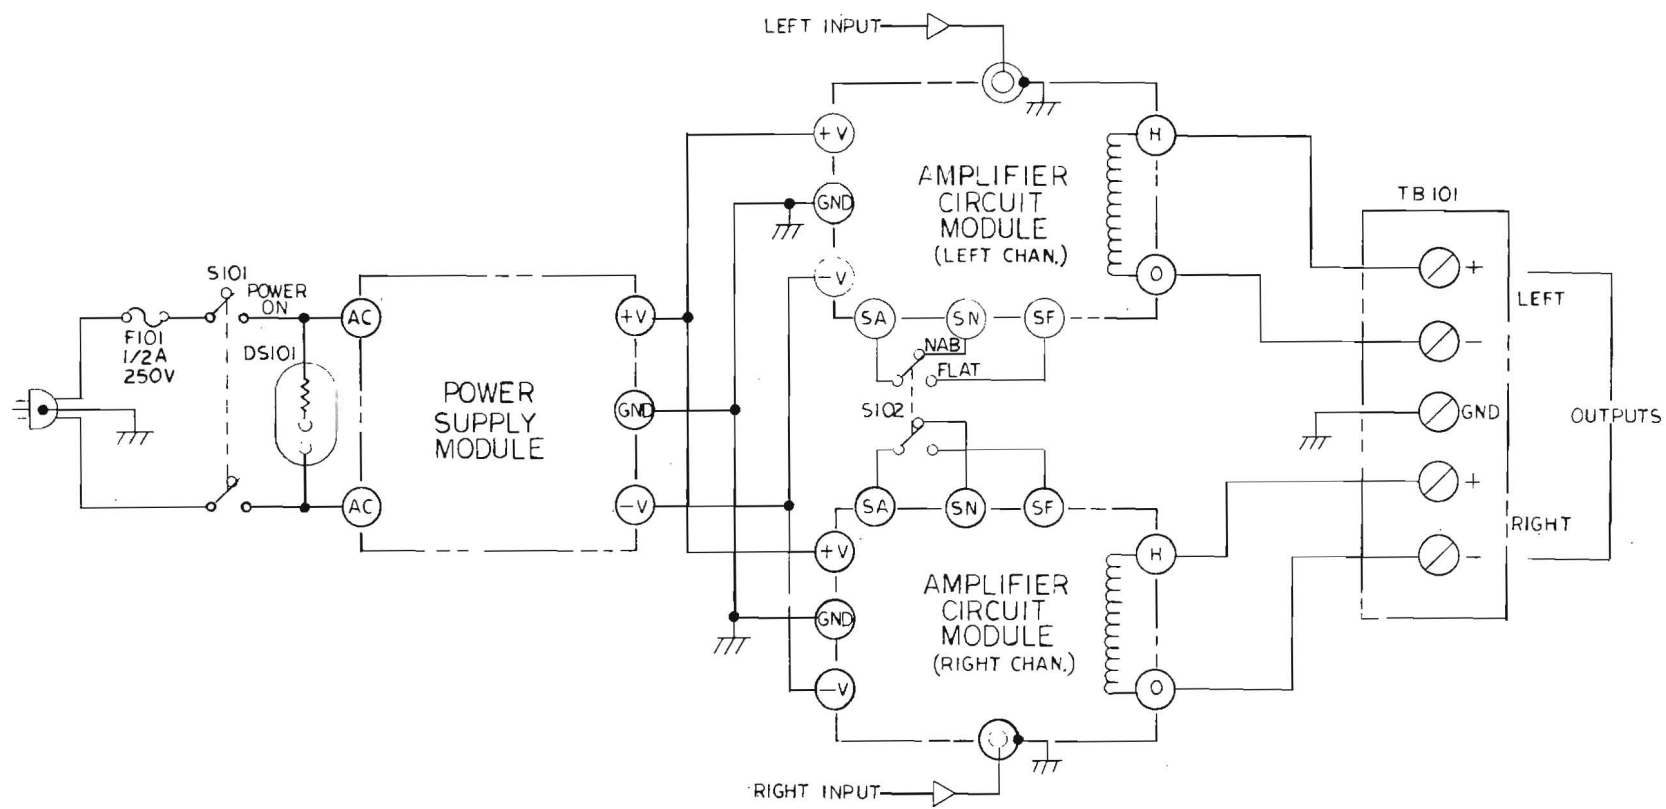 LEFT INPUT
+V
H
AMPLIFIER
CIRCUIT
MODULE
(LEFT CHAN.)
GND
-V
O
SA
SN
SF
TB101
+
LEFT
-
GND
OUTPUTS
+
RIGHT
-
S101
POWER
ON
F101
1/2A
250V
DS101
AC
AC
POWER
SUPPLY
MODULE
+V
GND
-V
NAB
FLAT
S102
SA
SN
SF
+V
H
AMPLIFIER
CIRCUIT
MODULE
(RIGHT CHAN.)
GND
-V
O
RIGHT INPUT